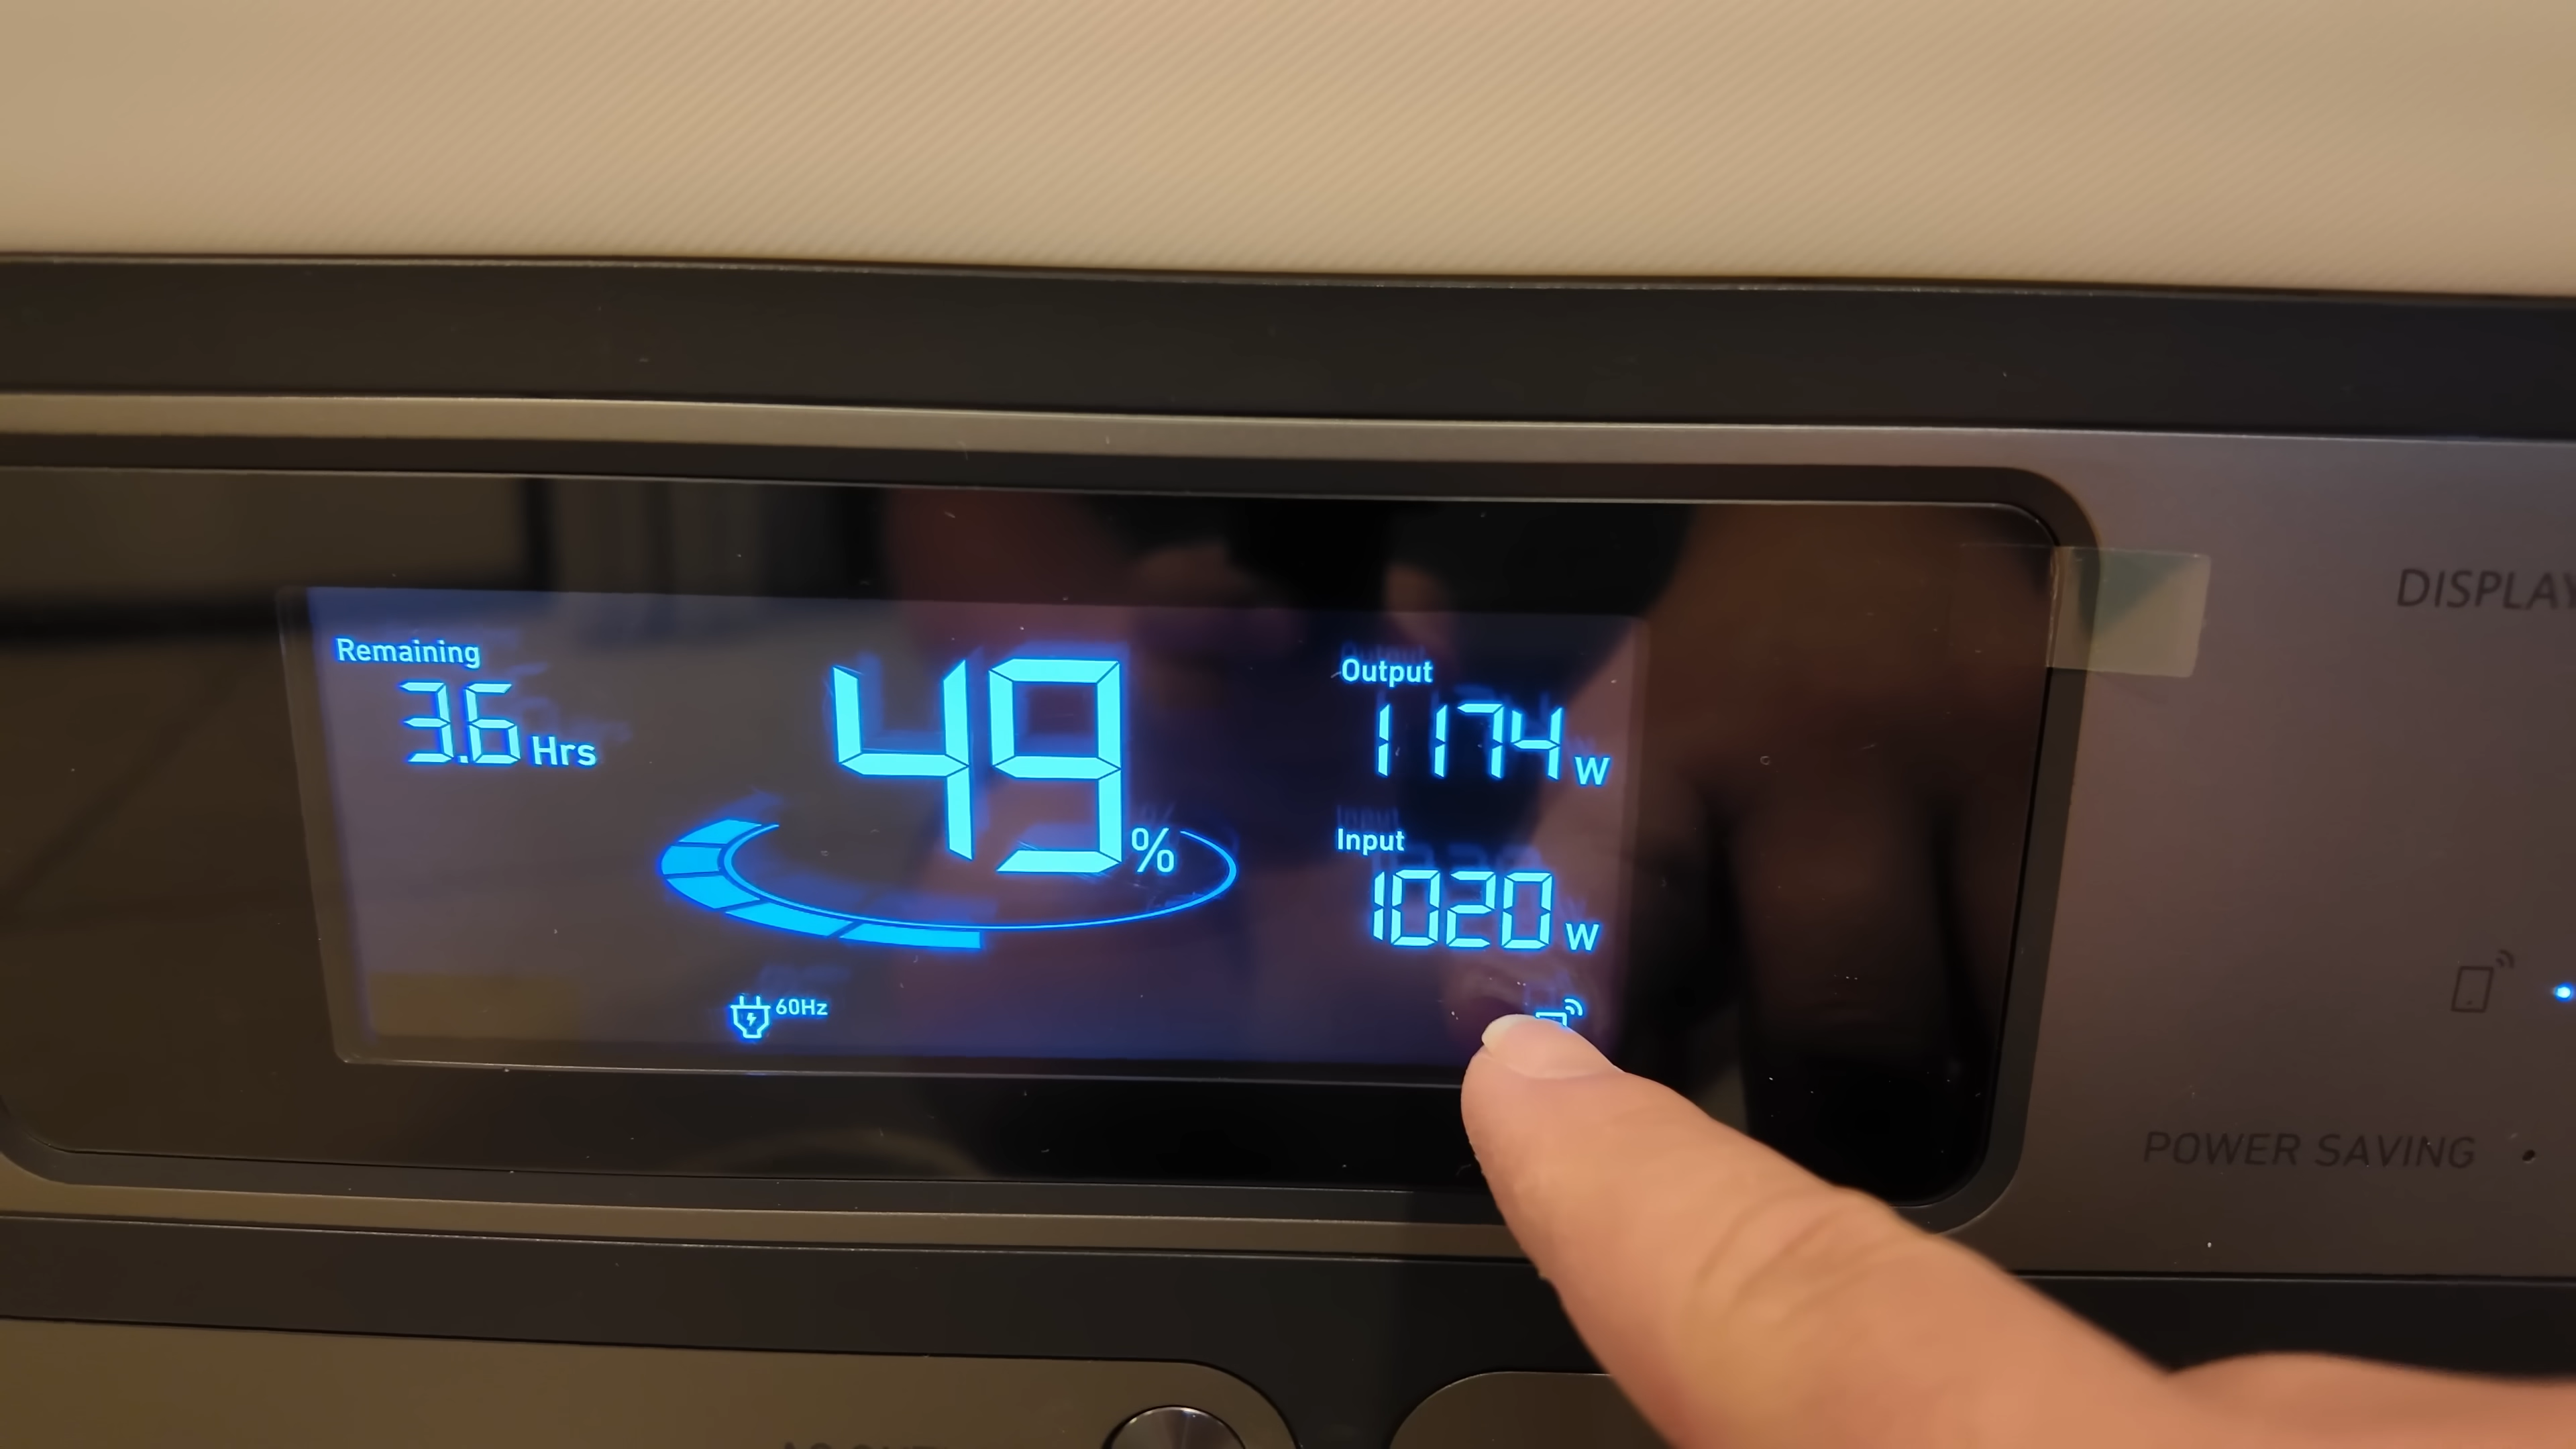 Remaining
3.6 Hrs
49 %
Output
1174 W
Input
1020 W
60Hz
DISPLAY
POWER SAVING